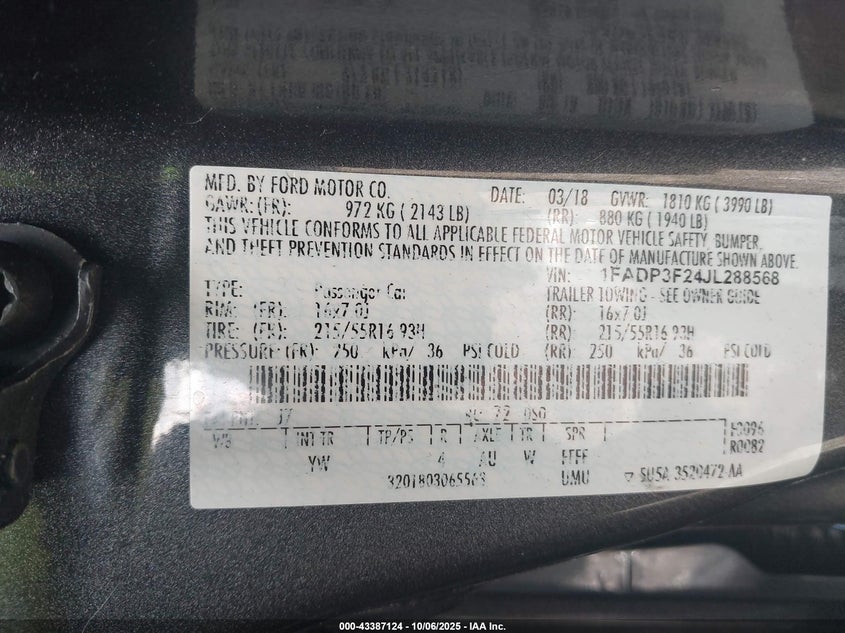 MFD. BY FORD MOTOR CO. DATE: 03/18 GVWR: 1810 KG ( 3990 LB)
GAWR: (FR): 972 KG ( 2143 LB) (RR): 880 KG ( 1940 LB)
THIS VEHICLE CONFORMS TO ALL APPLICABLE FEDERAL MOTOR VEHICLE SAFETY, BUMPER,
AND THEFT PREVENTION STANDARDS IN EFFECT ON THE DATE OF MANUFACTURE SHOWN ABOVE.
VIN: 1FADP3F24JL288568
TYPE: Passenger Car TRAILER TOWING - SEE OWNER GUIDE
RIM: (FR): 16x7.0J (RR): 16x7.0J
TIRE: (FR): 215/55R16 93H (RR): 215/55R16 93H
PRESSURE: (FR): 250 kPa/ 36 PSI COLD (RR): 250 kPa/ 36 PSI COLD
F0096
WB INT TR TP/PS R AXLE TR SPR R0082
YW 4 AU W FFFF
3201803065563 UMU ▽ SU5A 3520472 AA
000-43387124 - 10/06/2025 - IAA Inc.